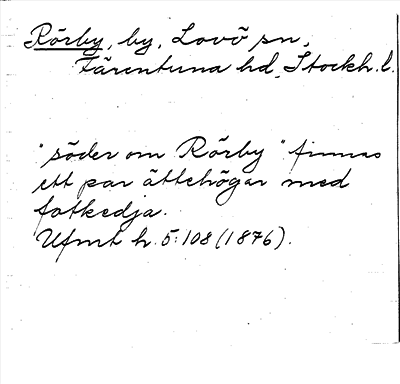 Rörby, by, Lovö sn,
Färentuna hd, Stockh. l.
"söder om Rörby" finnas
ett par ättehögar med
fotkedja.
Ufmt h. 5:108 (1876).